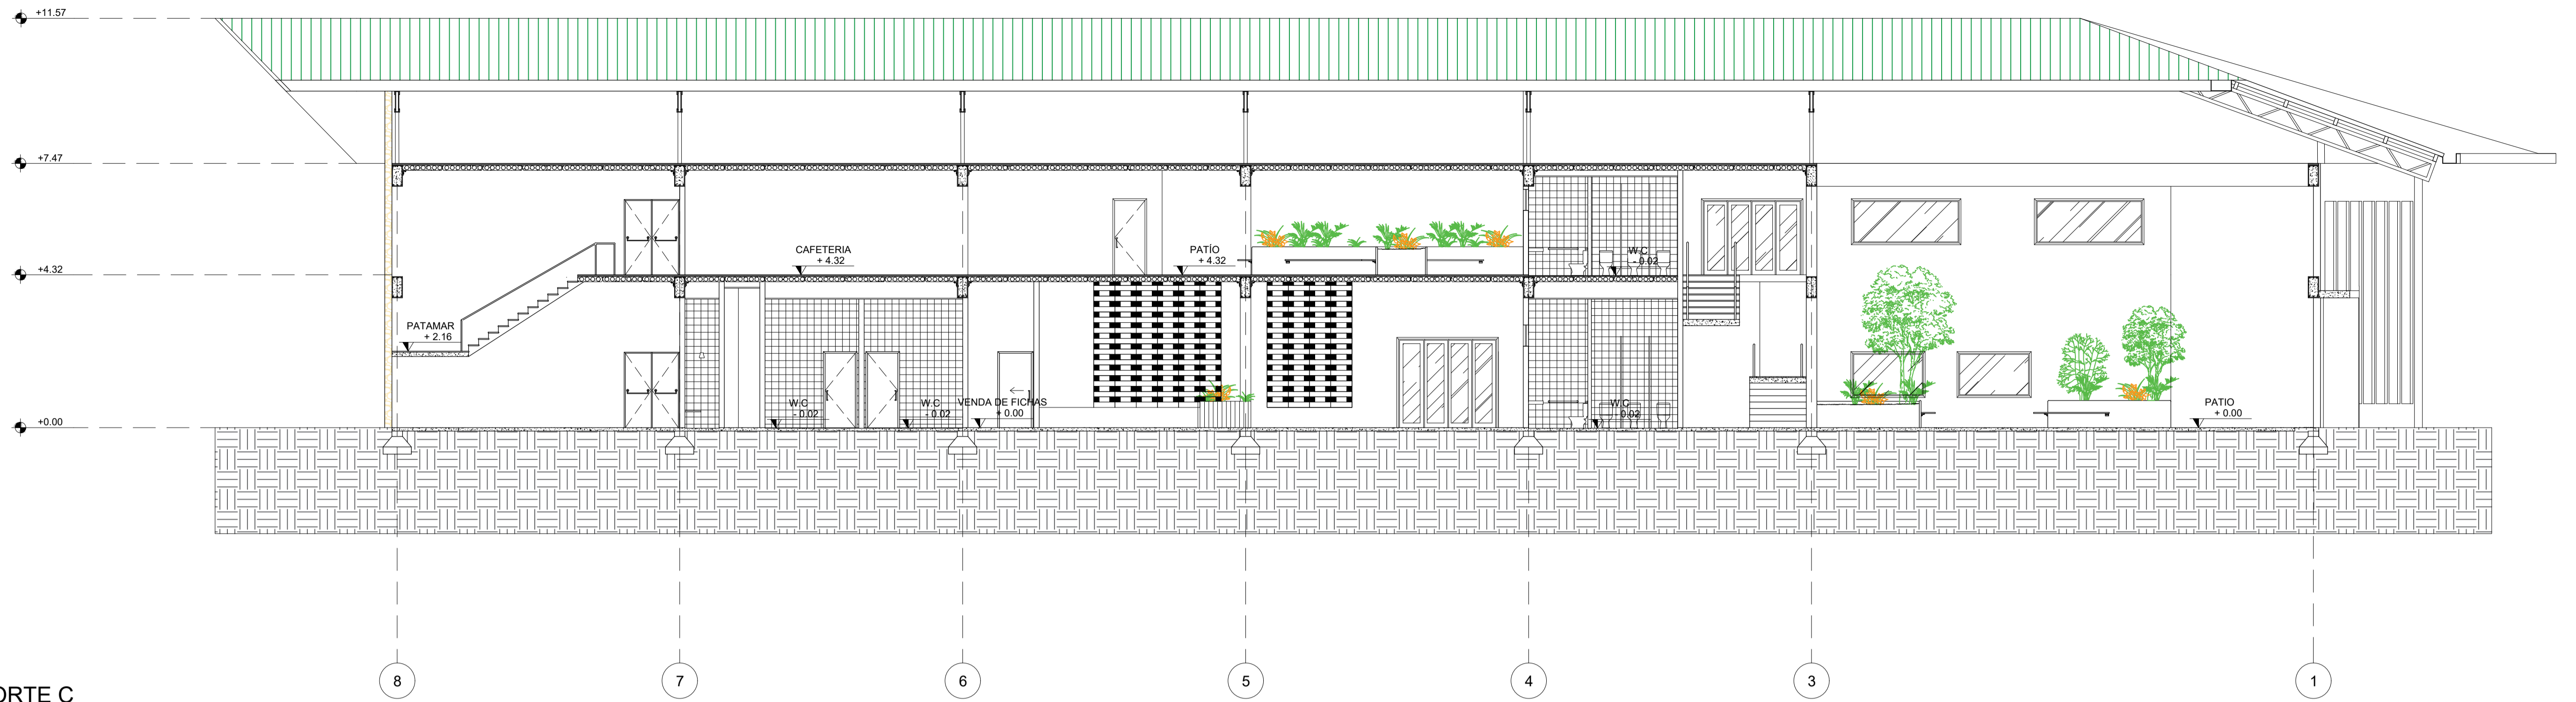 +11.57
+7.47
+4.32
CAFETERIA
+ 4.32
PATÍO
+ 4.32
W.C
- 0.02
PATAMAR
+ 2.16
W.C
- 0.02
W.C
- 0.02
VENDA DE FICHAS
+ 0.00
W.C
- 0.02
PATIO
+ 0.00
+0.00
8
7
6
5
4
3
1
ORTE C